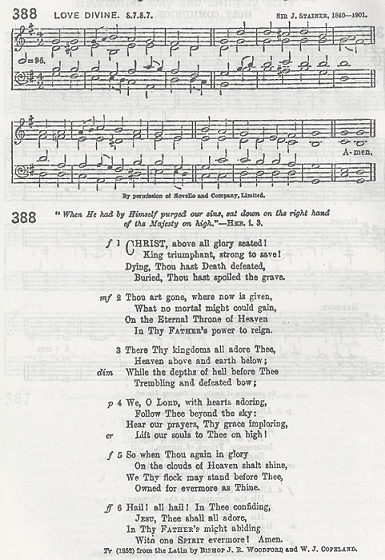 388 LOVE DIVINE. 8.7.8.7. SIR J. STAINER, 1840–1901.
=96.
A-men.
By permission of Novello and Company, Limited.
388 "When He had by Himself purged our sins, sat down on the right hand
of the Majesty on high."—HEB. i. 3.
f 1 CHRIST, above all glory seated!
King triumphant, strong to save!
Dying, Thou hast Death defeated,
Buried, Thou hast spoiled the grave.
mf 2 Thou art gone, where now is given,
What no mortal might could gain,
On the Eternal Throne of Heaven
In Thy FATHER'S power to reign.
3 There Thy kingdoms all adore Thee,
Heaven above and earth below;
dim While the depths of hell before Thee
Trembling and defeated bow;
p 4 We, O LORD, with hearts adoring,
Follow Thee beyond the sky:
Hear our prayers, Thy grace imploring,
cr Lift our souls to Thee on high!
f 5 So when Thou again in glory
On the clouds of Heaven shalt shine,
We Thy flock may stand before Thee,
Owned for evermore as Thine.
ff 6 Hail! all hail! In Thee confiding,
JESU, Thee shall all adore,
In Thy FATHER'S might abiding
With one SPIRIT evermore! Amen.
Tr (1852) from the Latin by BISHOP J. R. WOODFORD and W. J. COPELAND.